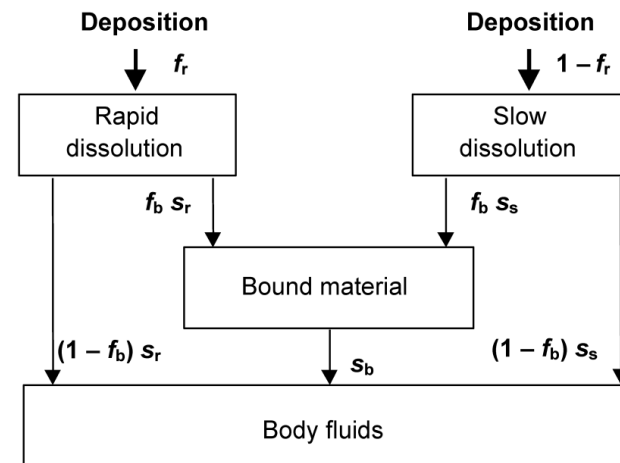 Deposition
Deposition
fr
1 – fr
Rapid
dissolution
Slow
dissolution
fb sr
fb ss
Bound material
(1 – fb) sr
sb
(1 – fb) ss
Body fluids